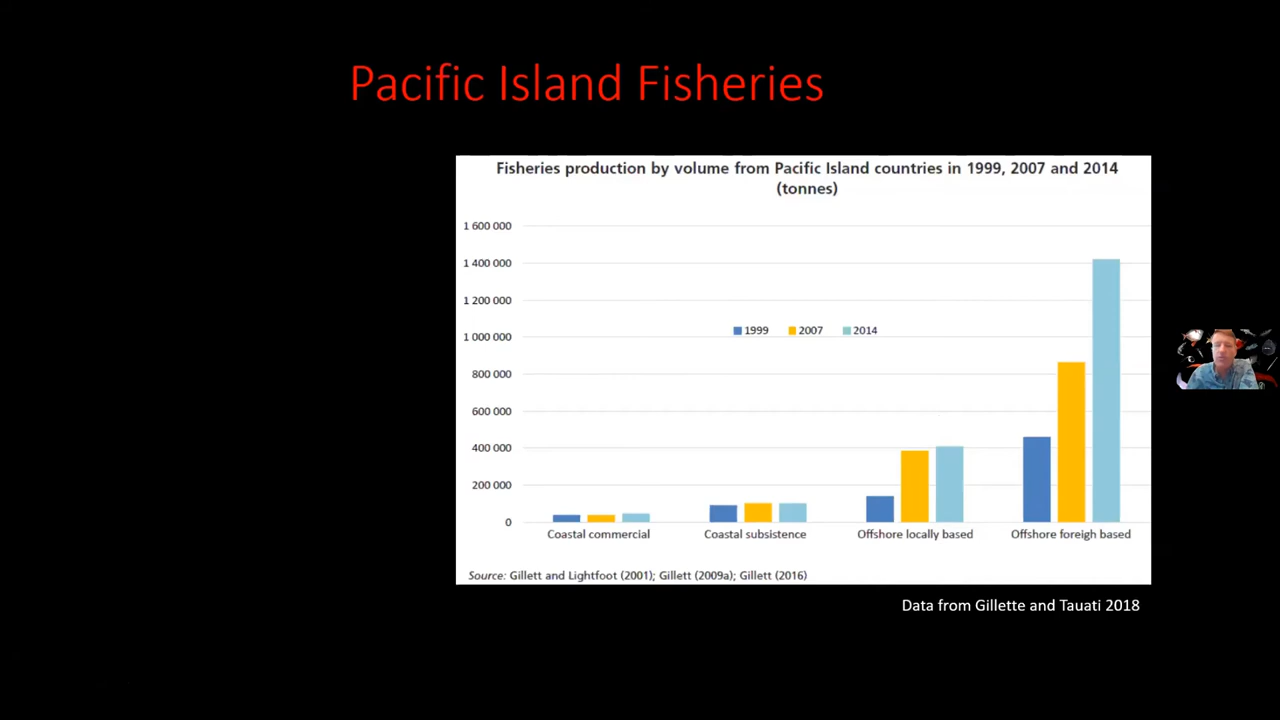 Pacific Island Fisheries
Fisheries production by volume from Pacific Island countries in 1999, 2007 and 2014
(tonnes)
1 600 000
1 400 000
1 200 000
1 000 000
800 000
600 000
400 000
200 000
0
1999 2007 2014
Coastal commercial Coastal subsistence Offshore locally based Offshore foreigh based
Source: Gillett and Lightfoot (2001); Gillett (2009a); Gillett (2016)
Data from Gillette and Tauati 2018